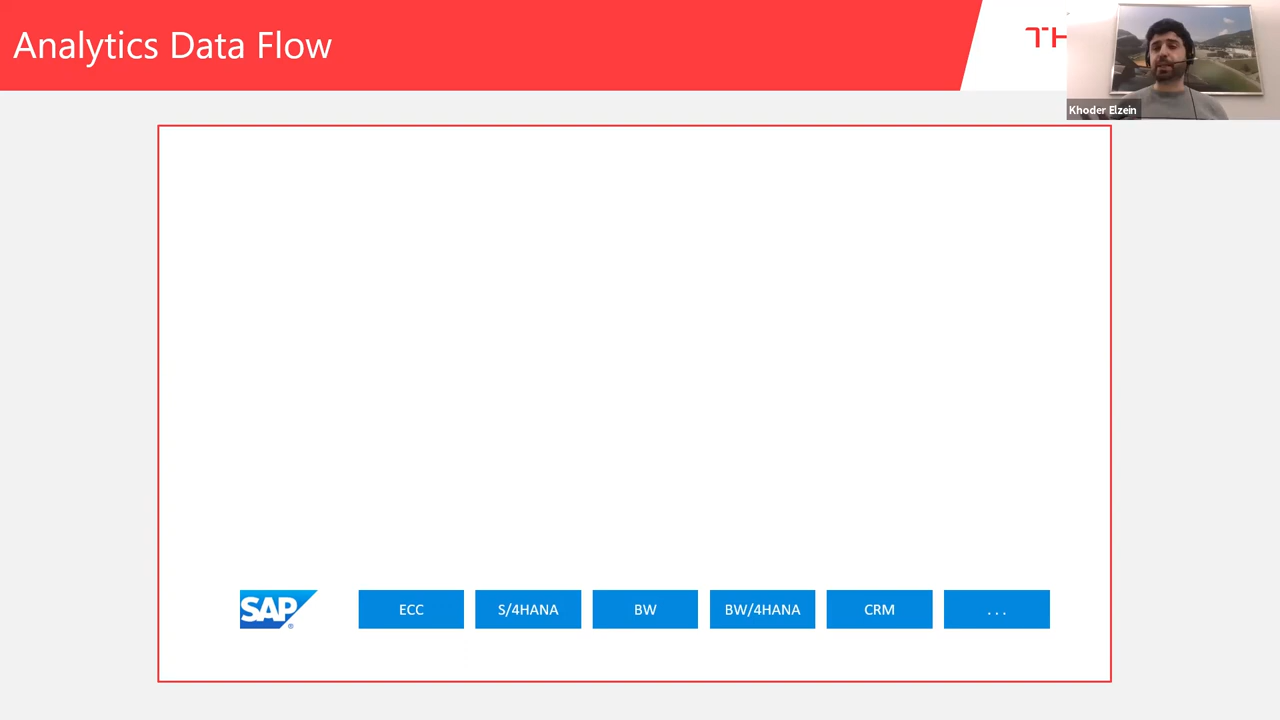 Analytics Data Flow
TH
Khoder Elzein
SAP®
ECC
S/4HANA
BW
BW/4HANA
CRM
. . .